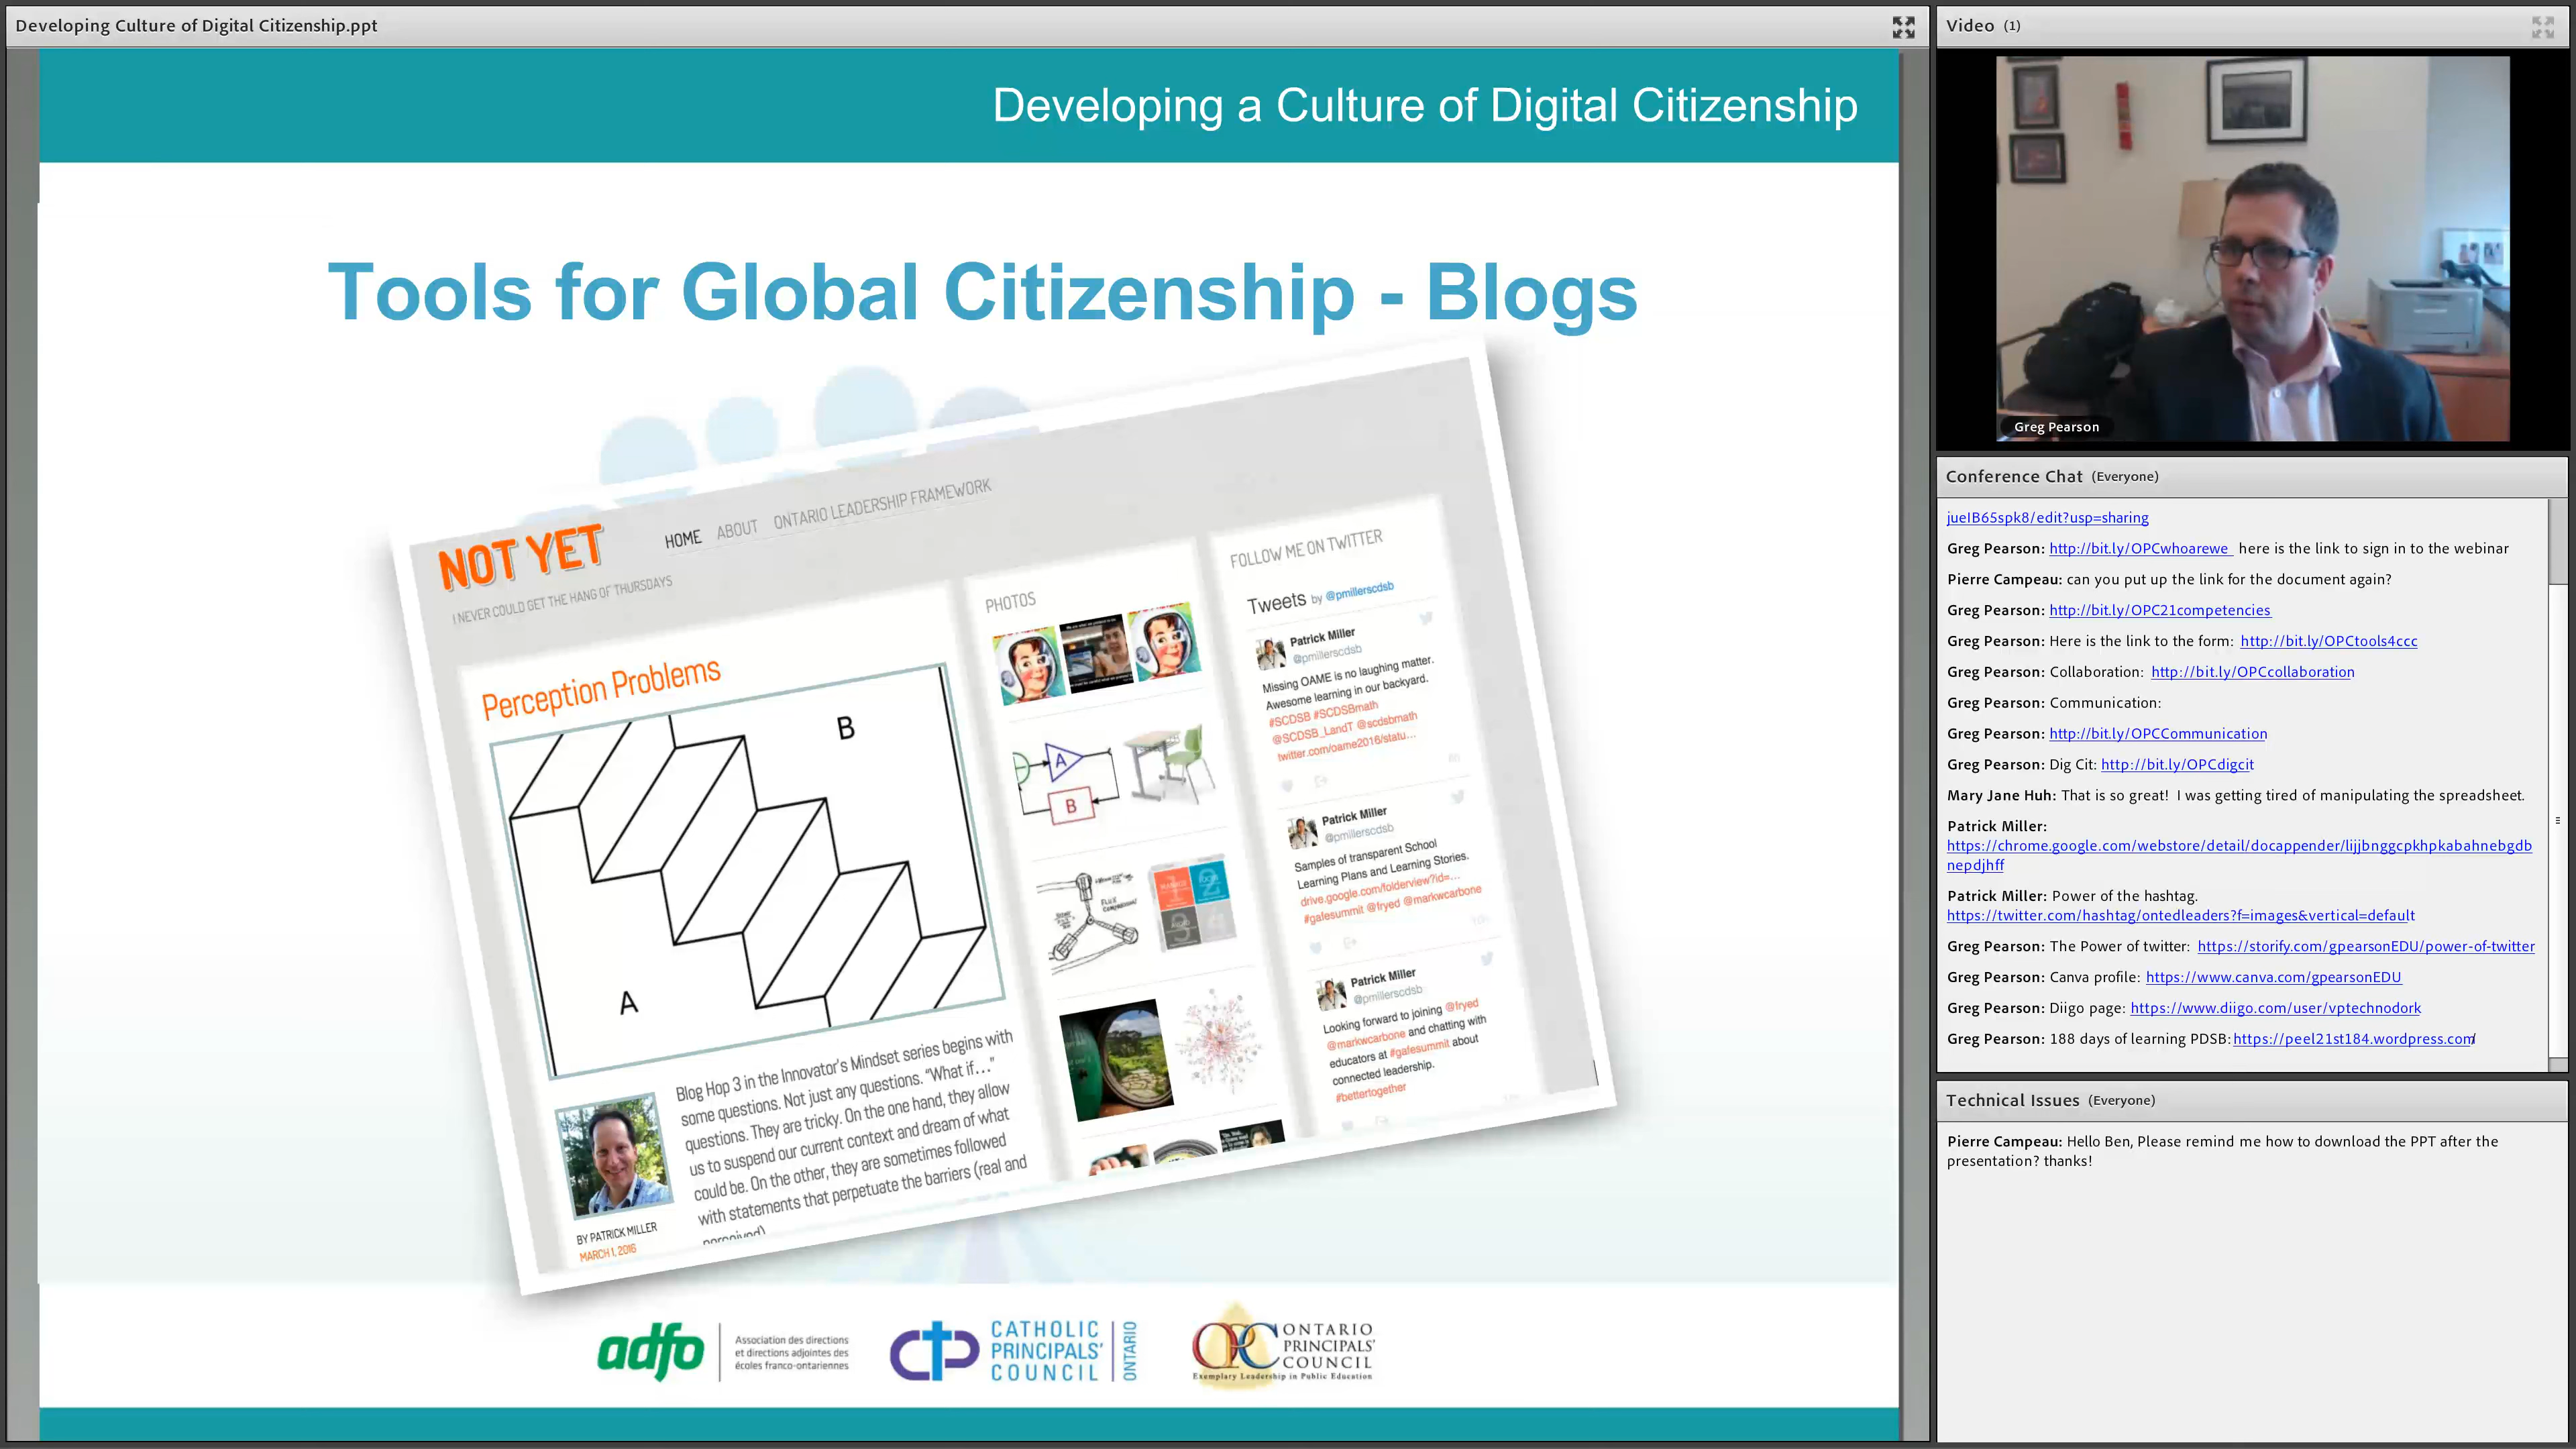 Developing Culture of Digital Citizenship.ppt
Developing a Culture of Digital Citizenship
Tools for Global Citizenship - Blogs
NOT YET
HOME ABOUT ONTARIO LEADERSHIP FRAMEWORK
I NEVER COULD GET THE HANG OF THURSDAYS
Perception Problems
B
A
BY PATRICK MILLER
MARCH 1, 2016
Blog Hop 3 in the Innovator's Mindset series begins with
some questions. Not just any questions. "What if..."
questions. They are tricky. On the one hand, they allow
us to suspend our current context and dream of what
could be. On the other, they are sometimes followed
with statements that perpetuate the barriers (real and
perceived)
PHOTOS
A
B
FOLLOW ME ON TWITTER
Tweets by @pmillerscdsb
Patrick Miller
@pmillerscdsb
Missing OAME is no laughing matter.
Awesome learning in our backyard.
#SCDSB #SCDSBmath
@SCDSB_LandT @scdsbmath
twitter.com/oame2016/statu...
Patrick Miller
@pmillerscdsb
Samples of transparent School
Learning Plans and Learning Stories.
drive.google.com/folderview?id=...
#gafesummit @fryed @markwcarbone
Patrick Miller
@pmillerscdsb
Looking forward to joining @fryed
@markwcarbone and chatting with
educators at #gafesummit about
connected leadership.
#bettertogether
adfo
Association des directions
et directions adjointes des
écoles franco-ontariennes
CATHOLIC
PRINCIPALS'
COUNCIL
ONTARIO
OPC
ONTARIO
PRINCIPALS'
COUNCIL
Exemplary Leadership in Public Education
Video (1)
Greg Pearson
Conference Chat (Everyone)
jueIB65spk8/edit?usp=sharing
Greg Pearson: http://bit.ly/OPCwhoarewe here is the link to sign in to the webinar
Pierre Campeau: can you put up the link for the document again?
Greg Pearson: http://bit.ly/OPC21competencies
Greg Pearson: Here is the link to the form: http://bit.ly/OPCtools4ccc
Greg Pearson: Collaboration: http://bit.ly/OPCcollaboration
Greg Pearson: Communication:
Greg Pearson: http://bit.ly/OPCCommunication
Greg Pearson: Dig Cit: http://bit.ly/OPCdigcit
Mary Jane Huh: That is so great! I was getting tired of manipulating the spreadsheet.
Patrick Miller:
https://chrome.google.com/webstore/detail/docappender/lijjbnggcpkhpkabahnebgdb
nepdjhff
Patrick Miller: Power of the hashtag.
https://twitter.com/hashtag/ontedleaders?f=images&vertical=default
Greg Pearson: The Power of twitter: https://storify.com/gpearsonEDU/power-of-twitter
Greg Pearson: Canva profile: https://www.canva.com/gpearsonEDU
Greg Pearson: Diigo page: https://www.diigo.com/user/vptechnodork
Greg Pearson: 188 days of learning PDSB: https://peel21st184.wordpress.com/
Technical Issues (Everyone)
Pierre Campeau: Hello Ben, Please remind me how to download the PPT after the
presentation? thanks!